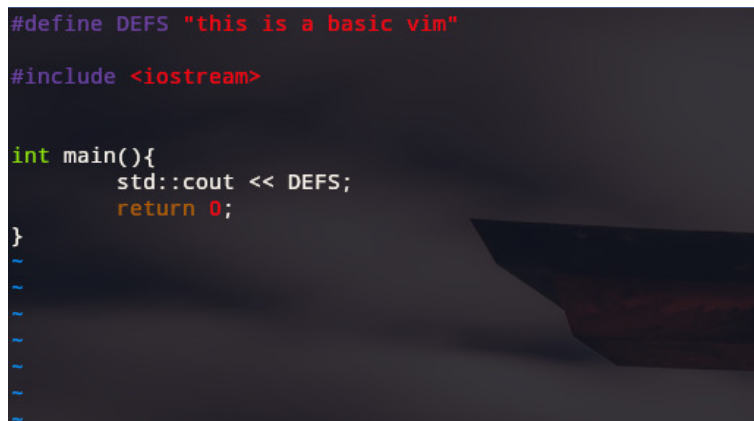 #define DEFS "this is a basic vim"
#include <iostream>
int main(){
std::cout << DEFS;
return 0;
}
~
~
~
~
~
~
~